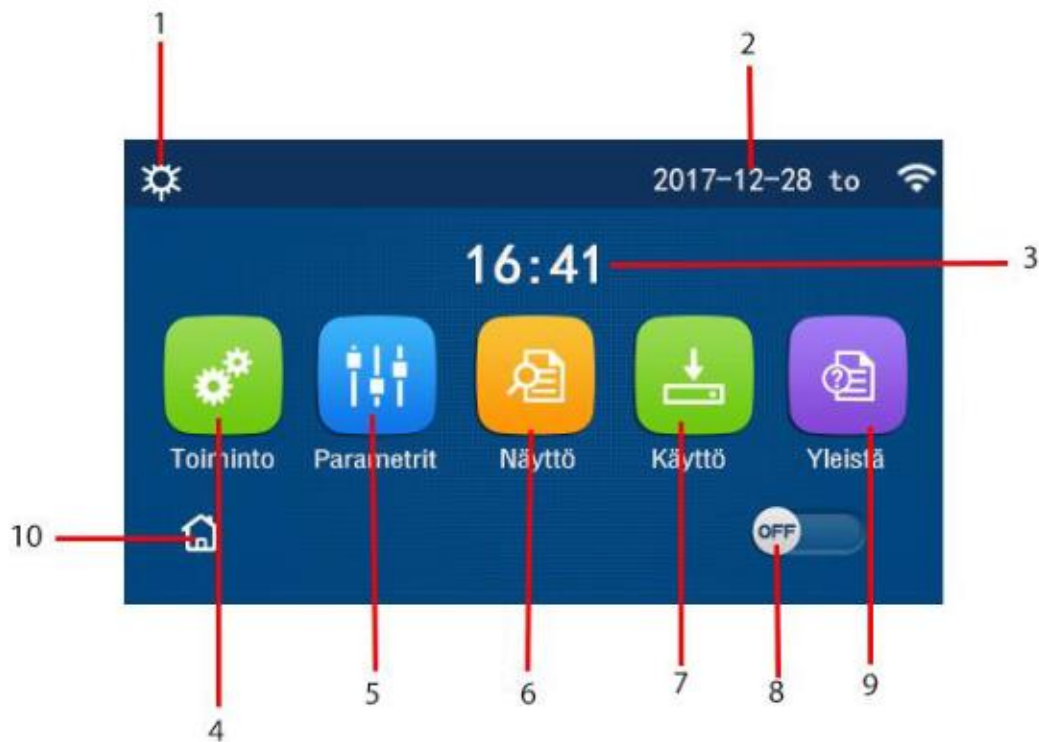 1
2
2017-12-28 to
16:41
3
Toiminto Parametrit Näyttö Käyttö Yleistä
10
OFF
5 6 7 8 9
4